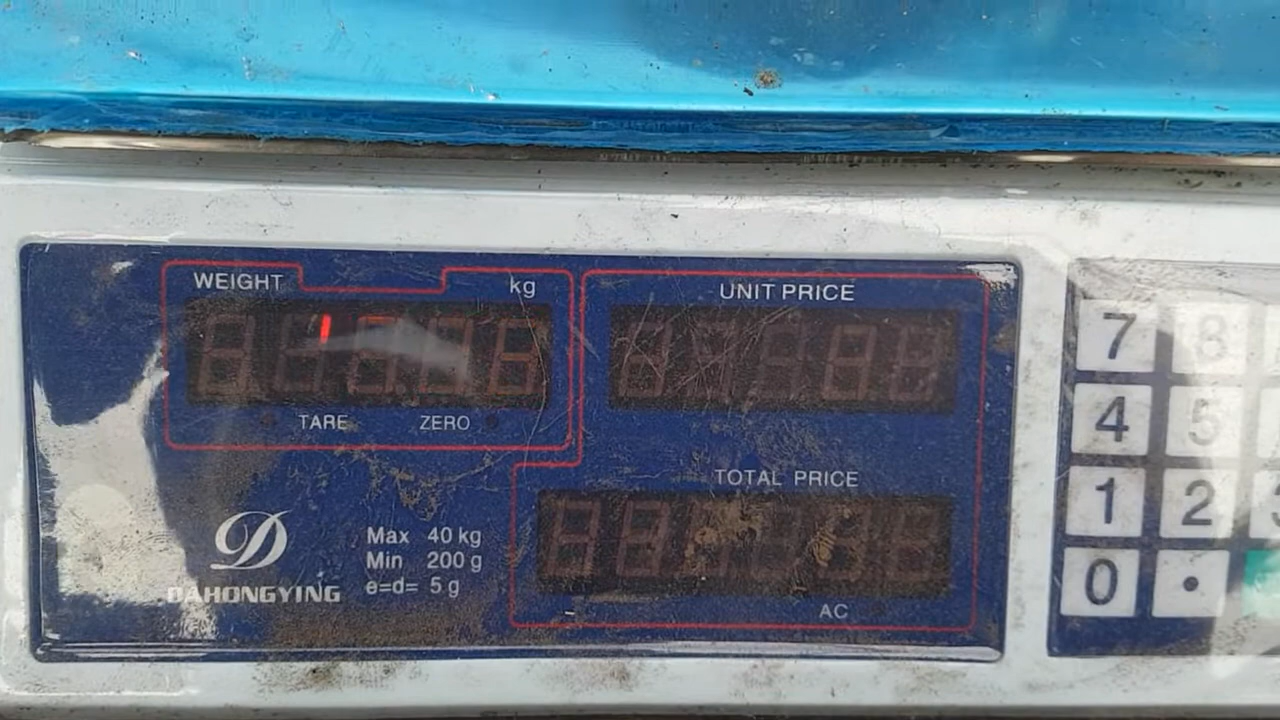 WEIGHT kg
UNIT PRICE
TARE ZERO
TOTAL PRICE
Max 40 kg
Min 200 g
e=d= 5 g
D
DAHONGYING
AC
7 8
4 5
1 2
0 .